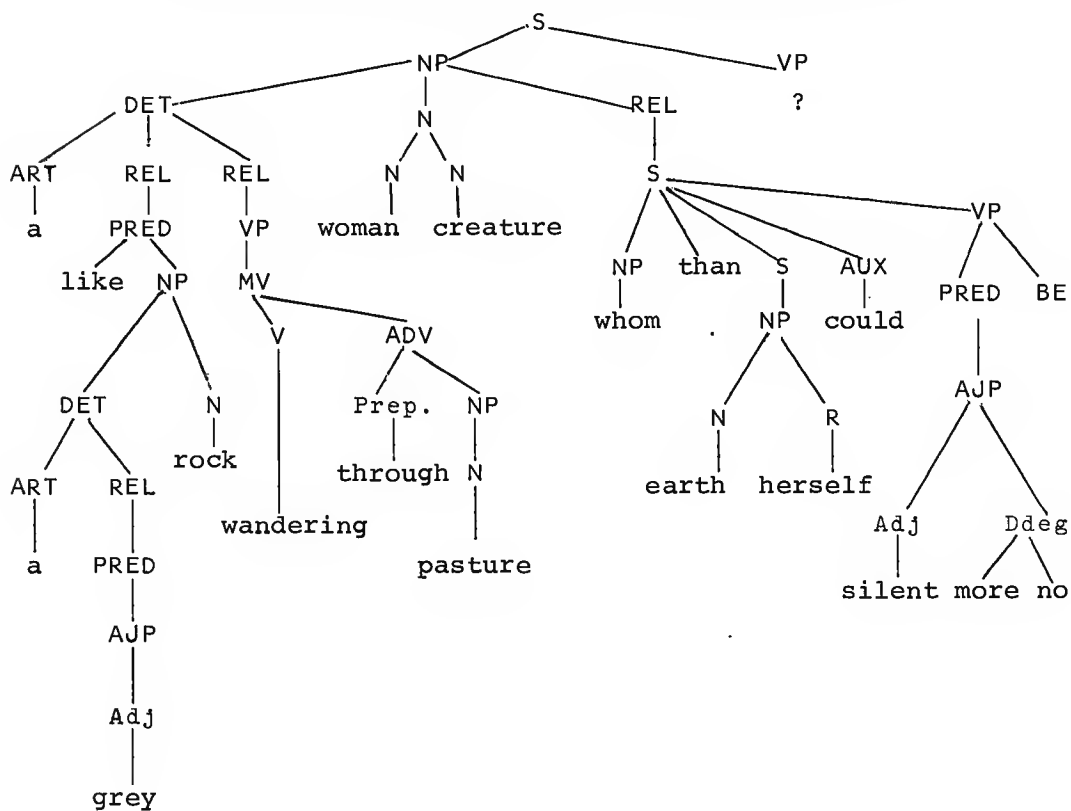 S
NP VP
DET REL ?
N
ART REL REL N N S
a PRED VP woman creature VP
like NP MV NP than S AUX PRED BE
whom NP could
V ADV
DET N Prep. NP N R AJP
rock through N earth herself
ART REL
wandering Adj Ddeg
a PRED pasture
silent more no
AJP
Adj
grey